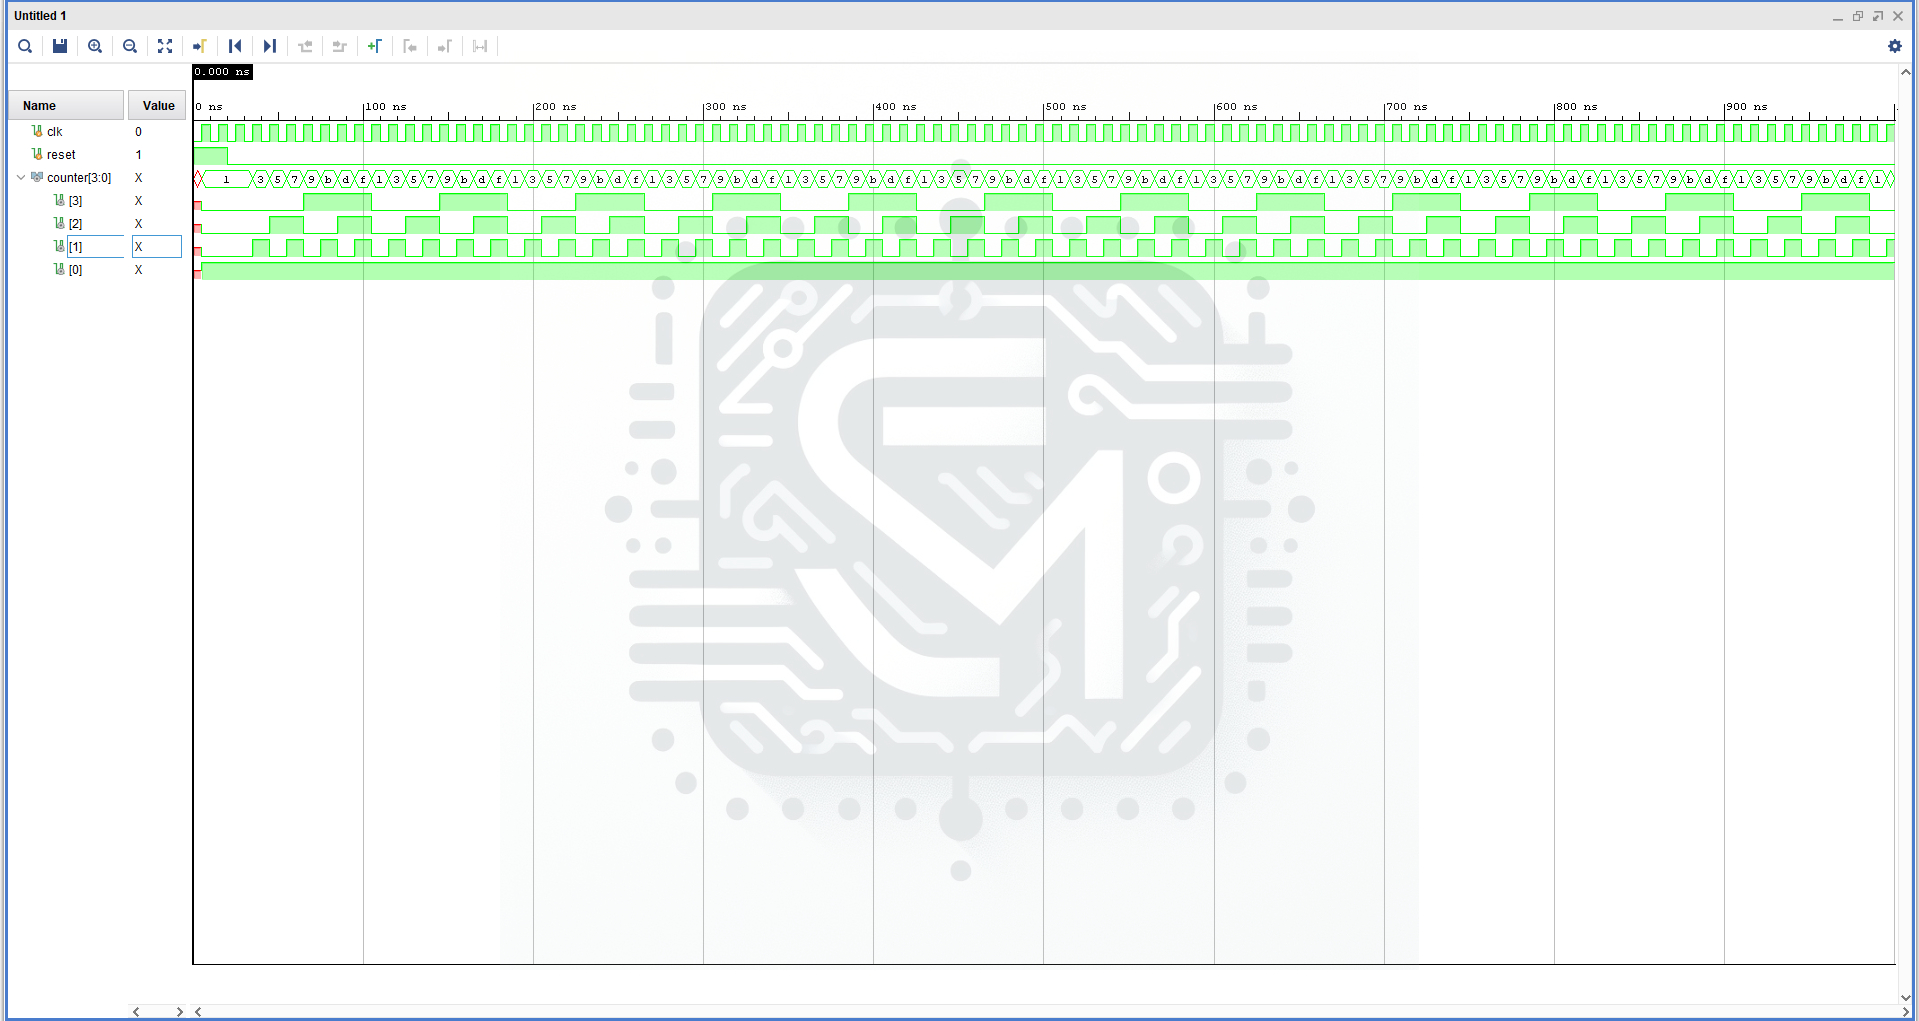 Untitled 1
0.000 ns
Name Value
0 ns 100 ns 200 ns 300 ns 400 ns 500 ns 600 ns 700 ns 800 ns 900 ns
clk 0
reset 1
counter[3:0] X 1 3 5 7 9 b d f 1 3 5 7 9 b d f 1 3 5 7 9 b d f 1 3 5 7 9 b d f 1 3 5 7 9 b d f 1 3 5 7 9 b d f 1 3 5 7 9 b d f 1 3 5 7 9 b d f 1 3 5 7 9 b d f 1 3 5 7 9 b d f 1 3 5 7 9 b d f 1 3 5 7 9 b d f 1
[3] X
[2] X
[1] X
[0] X